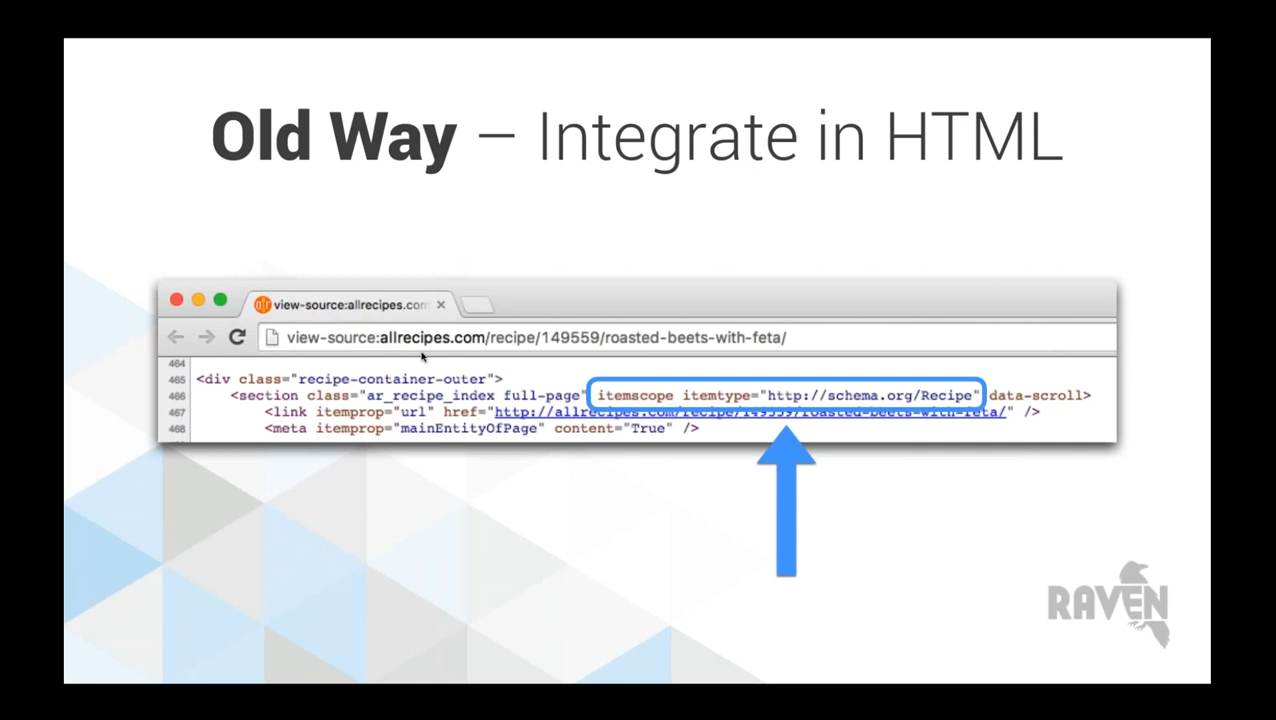 Old Way – Integrate in HTML
view-source:allrecipes.com
view-source:allrecipes.com/recipe/149559/roasted-beets-with-feta/
464
465 <div class="recipe-container-outer">
466 <section class="ar_recipe_index full-page" itemscope itemtype="http://schema.org/Recipe" data-scroll>
467 <link itemprop="url" href="http://allrecipes.com/recipe/149559/roasted-beets-with-feta/" />
468 <meta itemprop="mainEntityOfPage" content="True" />
RAVEN